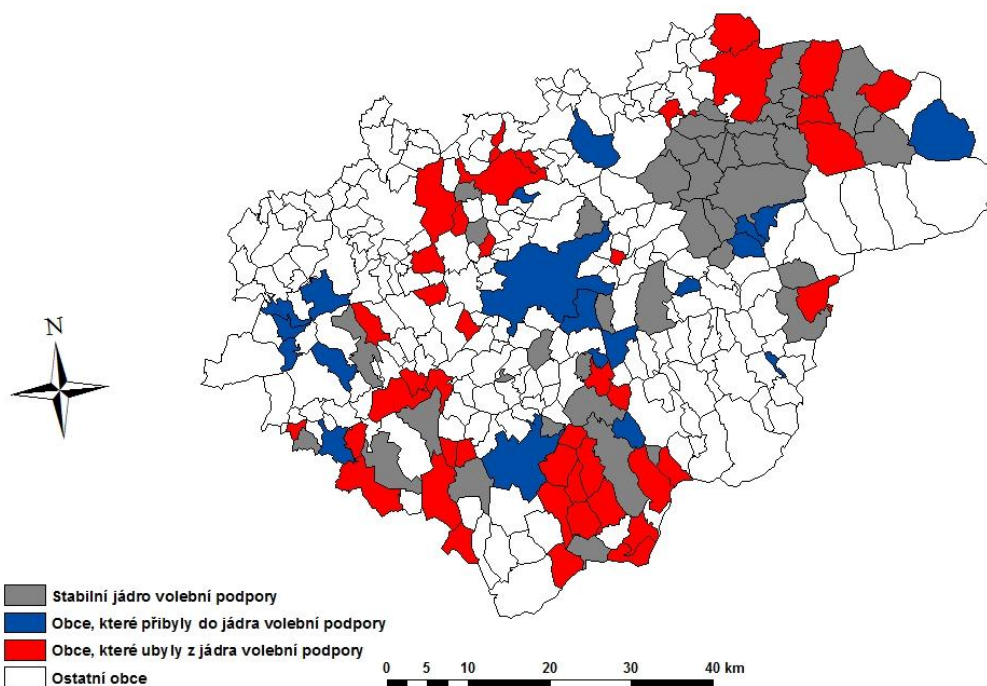 N
Stabilní jádro volební podpory
Obce, které přibyly do jádra volební podpory
Obce, které ubyly z jádra volební podpory
Ostatní obce
0 5 10 20 30 40 km